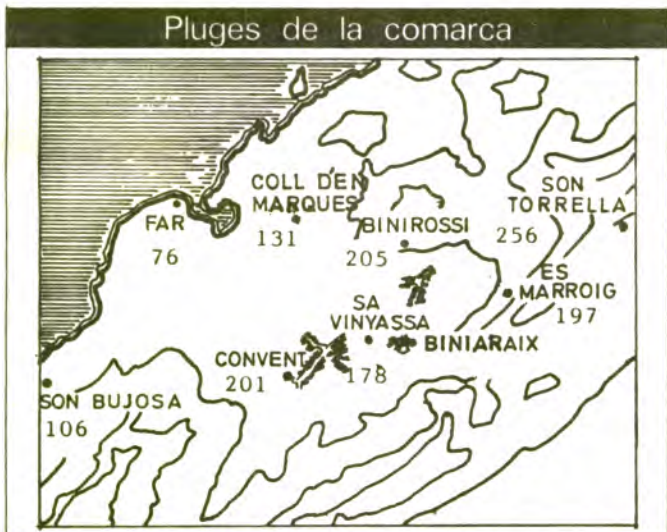 Pluges de la comarca
COLL D'EN
MARQUES
131
FAR
76
BINIROSSI
205
SON
TORRELLA
256
ES
MARROIG
197
SA
VINYASSA
178
BINIARAIX
CONVENT
201
SON BUJOSA
106